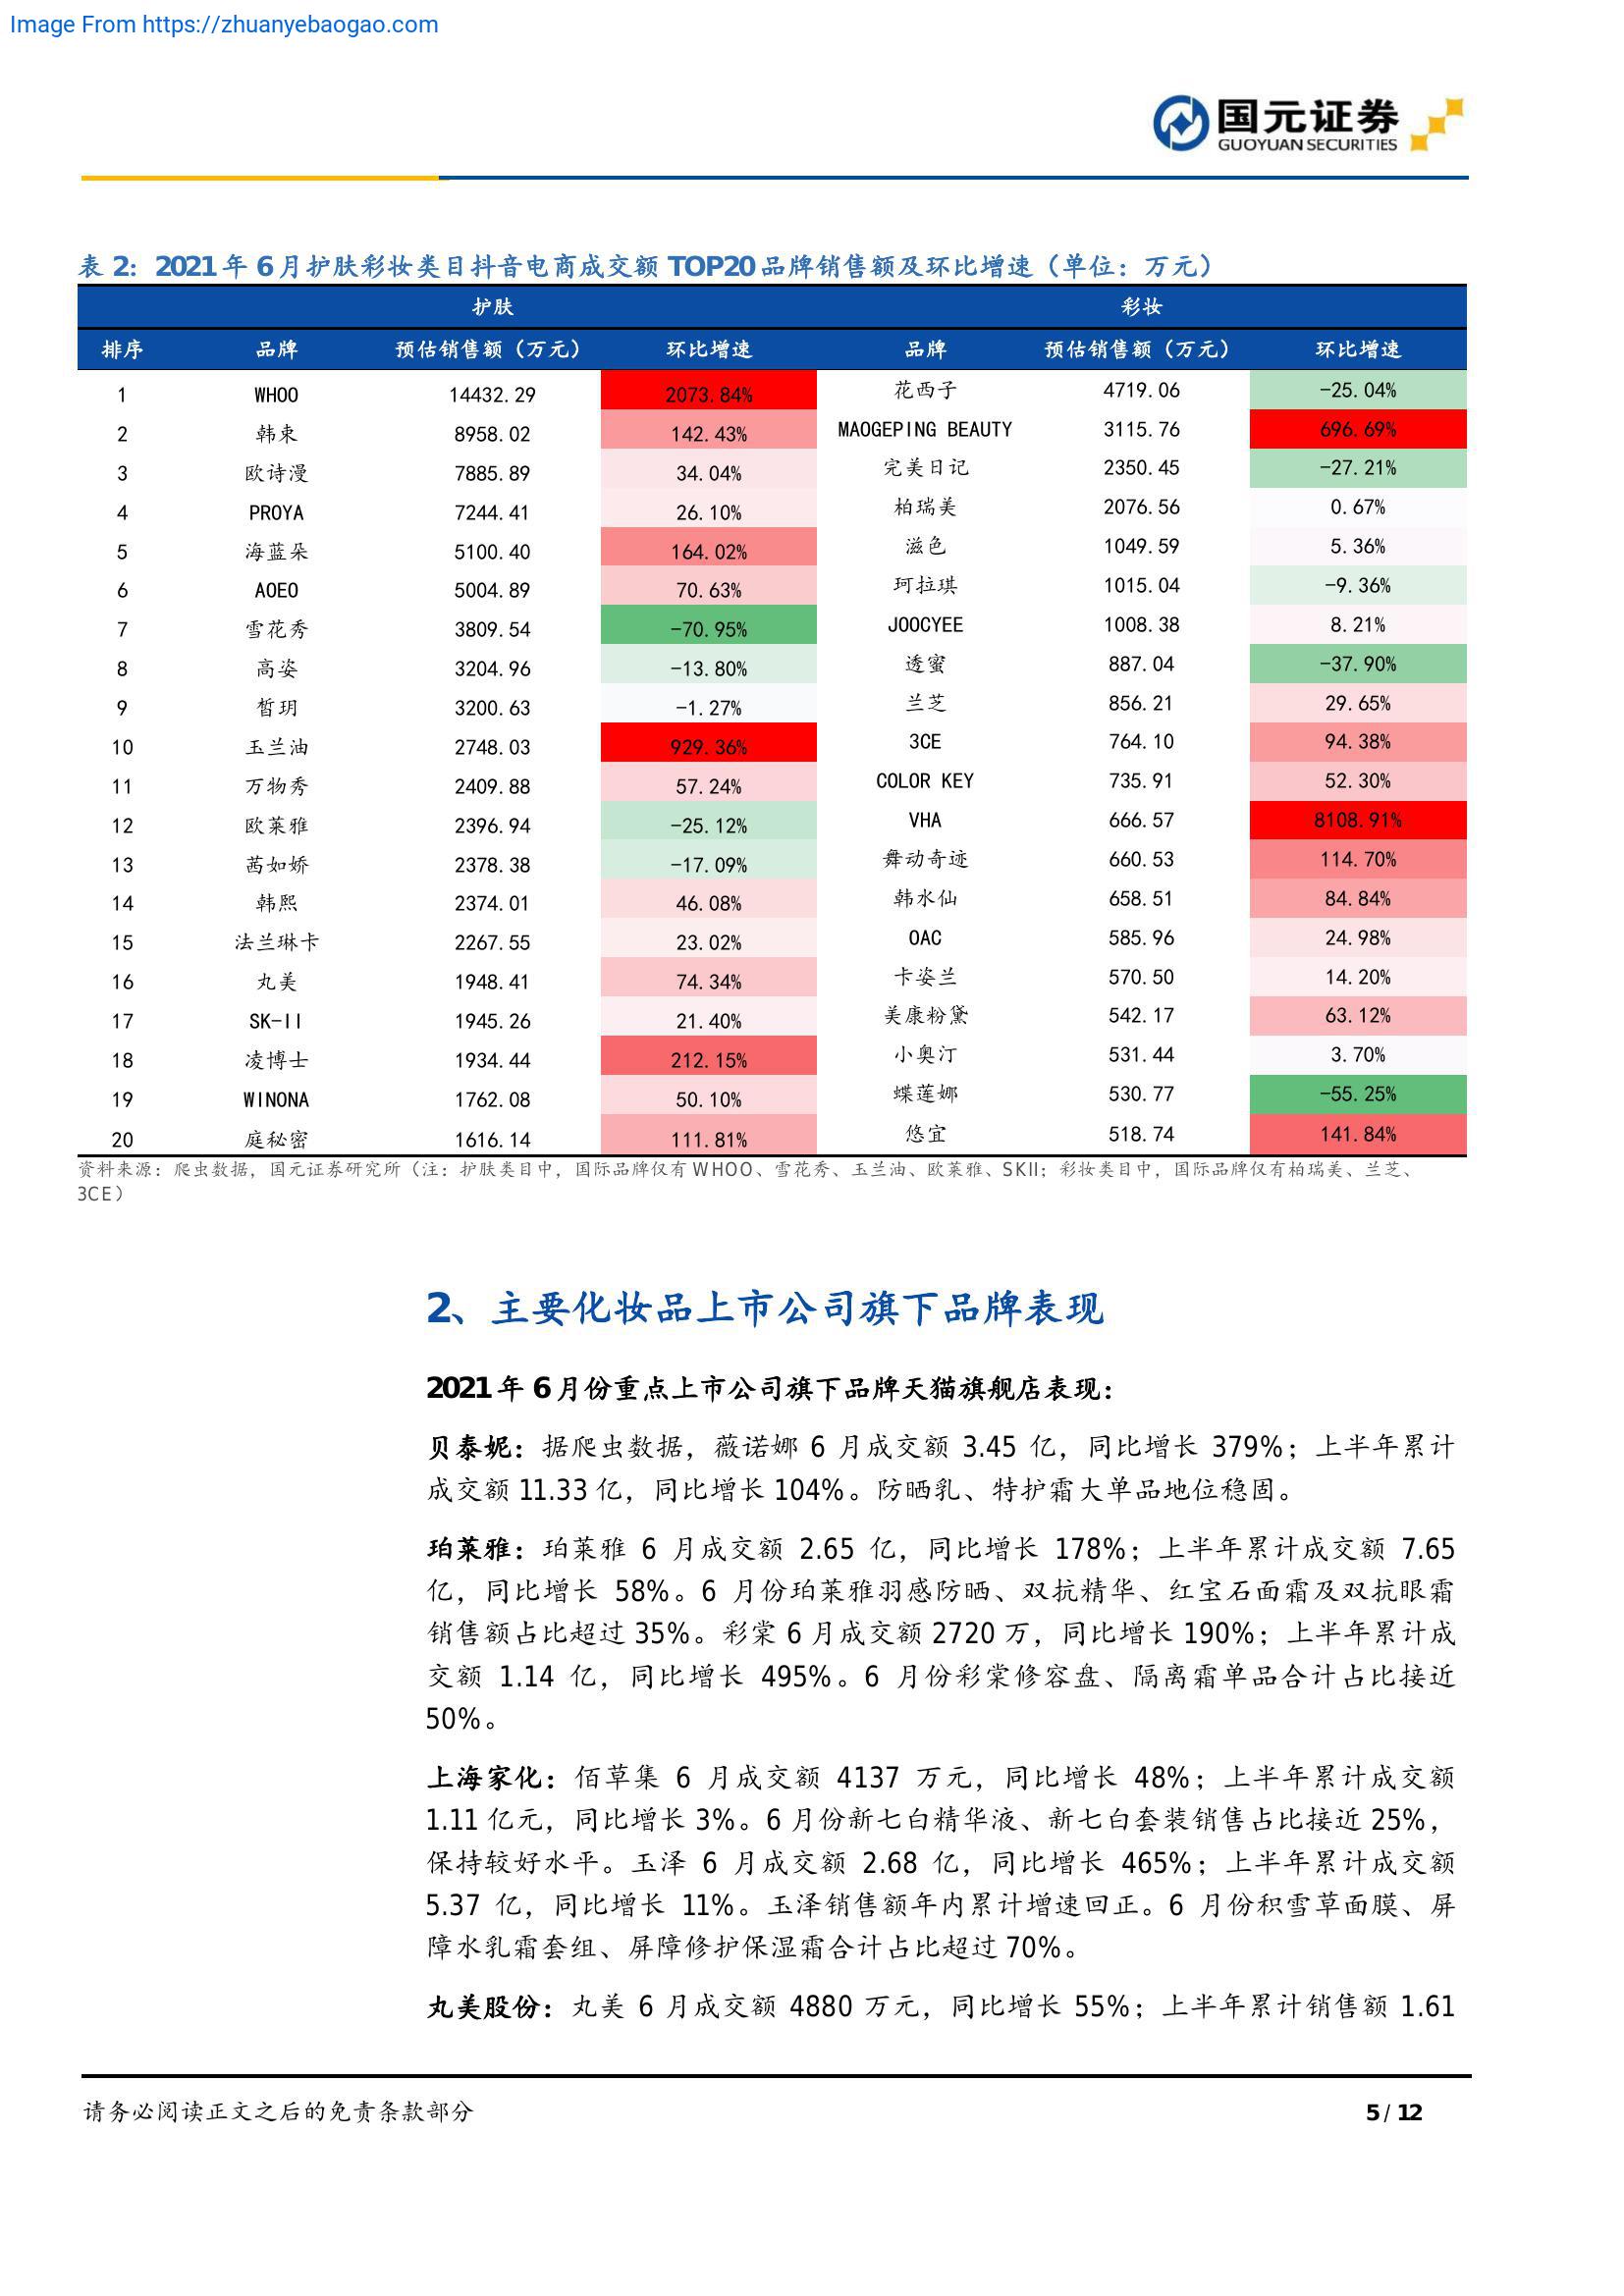 Image From https://zhuanyebaogao.com
国元证券
GUOYUAN SECURITIES
表 2：2021 年 6 月护肤彩妆类目抖音电商成交额 TOP20 品牌销售额及环比增速（单位：万元）
护肤 彩妆
排序 品牌 预估销售额（万元） 环比增速 品牌 预估销售额（万元） 环比增速
1 WHOO 14432.29 2073.84% 花西子 4719.06 -25.04%
2 韩束 8958.02 142.43% MAOGEPING BEAUTY 3115.76 696.69%
3 欧诗漫 7885.89 34.04% 完美日记 2350.45 -27.21%
4 PROYA 7244.41 26.10% 柏瑞美 2076.56 0.67%
5 海蓝朵 5100.40 164.02% 滋色 1049.59 5.36%
6 AOEO 5004.89 70.63% 珂拉琪 1015.04 -9.36%
7 雪花秀 3809.54 -70.95% JOOCYEE 1008.38 8.21%
8 高姿 3204.96 -13.80% 透蜜 887.04 -37.90%
9 皙玥 3200.63 -1.27% 兰芝 856.21 29.65%
10 玉兰油 2748.03 929.36% 3CE 764.10 94.38%
11 万物秀 2409.88 57.24% COLOR KEY 735.91 52.30%
12 欧莱雅 2396.94 -25.12% VHA 666.57 8108.91%
13 茜如娇 2378.38 -17.09% 舞动奇迹 660.53 114.70%
14 韩熙 2374.01 46.08% 韩水仙 658.51 84.84%
15 法兰琳卡 2267.55 23.02% OAC 585.96 24.98%
16 丸美 1948.41 74.34% 卡姿兰 570.50 14.20%
17 SK-II 1945.26 21.40% 美康粉黛 542.17 63.12%
18 凌博士 1934.44 212.15% 小奥汀 531.44 3.70%
19 WINONA 1762.08 50.10% 蝶莲娜 530.77 -55.25%
20 庭秘密 1616.14 111.81% 悠宜 518.74 141.84%
资料来源：爬虫数据，国元证券研究所（注：护肤类目中，国际品牌仅有 WHOO、雪花秀、玉兰油、欧莱雅、SKII；彩妆类目中，国际品牌仅有柏瑞美、兰芝、
3CE）
2、主要化妆品上市公司旗下品牌表现
2021 年 6 月份重点上市公司旗下品牌天猫旗舰店表现：
贝泰妮：据爬虫数据，薇诺娜 6 月成交额 3.45 亿，同比增长 379%；上半年累计
成交额 11.33 亿，同比增长 104%。防晒乳、特护霜大单品地位稳固。
珀莱雅：珀莱雅 6 月成交额 2.65 亿，同比增长 178%；上半年累计成交额 7.65
亿，同比增长 58%。6 月份珀莱雅羽感防晒、双抗精华、红宝石面霜及双抗眼霜
销售额占比超过 35%。彩棠 6 月成交额 2720 万，同比增长 190%；上半年累计成
交额 1.14 亿，同比增长 495%。6 月份彩棠修容盘、隔离霜单品合计占比接近
50%。
上海家化：佰草集 6 月成交额 4137 万元，同比增长 48%；上半年累计成交额
1.11 亿元，同比增长 3%。6 月份新七白精华液、新七白套装销售占比接近 25%，
保持较好水平。玉泽 6 月成交额 2.68 亿，同比增长 465%；上半年累计成交额
5.37 亿，同比增长 11%。玉泽销售额年内累计增速回正。6 月份积雪草面膜、屏
障水乳霜套组、屏障修护保湿霜合计占比超过 70%。
丸美股份：丸美 6 月成交额 4880 万元，同比增长 55%；上半年累计销售额 1.61
请务必阅读正文之后的免责条款部分
5 / 12